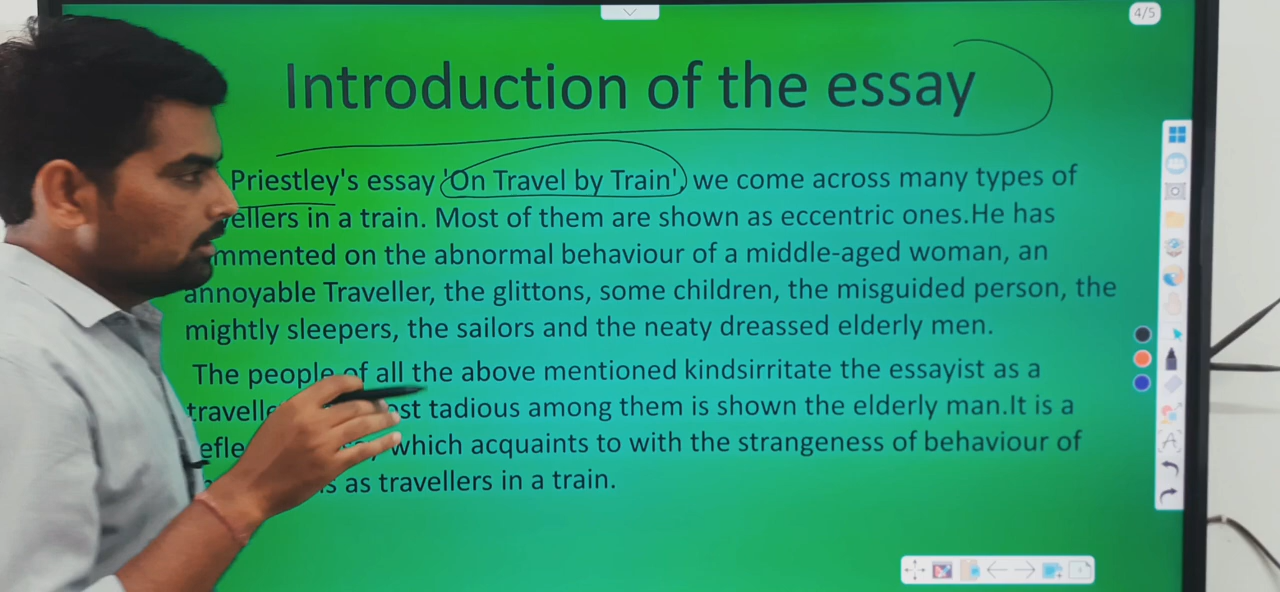 4/5
Introduction of the essay
Priestley's essay 'On Travel by Train', we come across many types of
ellers in a train. Most of them are shown as eccentric ones.He has
mmented on the abnormal behaviour of a middle-aged woman, an
annoyable Traveller, the glittons, some children, the misguided person, the
mightly sleepers, the sailors and the neaty dreassed elderly men.
The people of all the above mentioned kindsirritate the essayist as a
travelle st tadious among them is shown the elderly man.It is a
efle which acquaints to with the strangeness of behaviour of
s as travellers in a train.